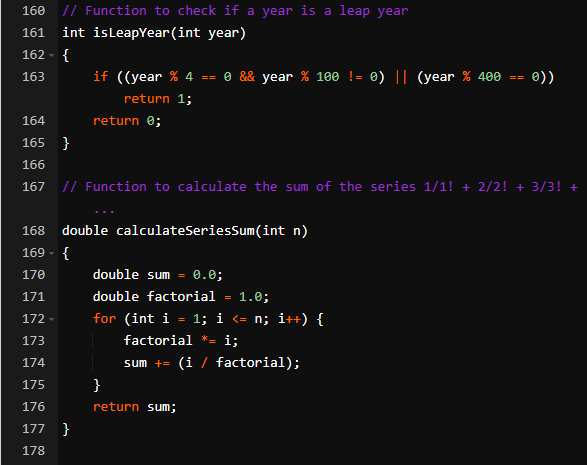 160 // Function to check if a year is a leap year
161 int isLeapYear(int year)
162 {
163     if ((year % 4 == 0 && year % 100 != 0) || (year % 400 == 0))
        return 1;
164     return 0;
165 }
166
167 // Function to calculate the sum of the series 1/1! + 2/2! + 3/3! +
    ...
168 double calculateSeriesSum(int n)
169 {
170     double sum = 0.0;
171     double factorial = 1.0;
172     for (int i = 1; i <= n; i++) {
173         factorial *= i;
174         sum += (i / factorial);
175     }
176     return sum;
177 }
178